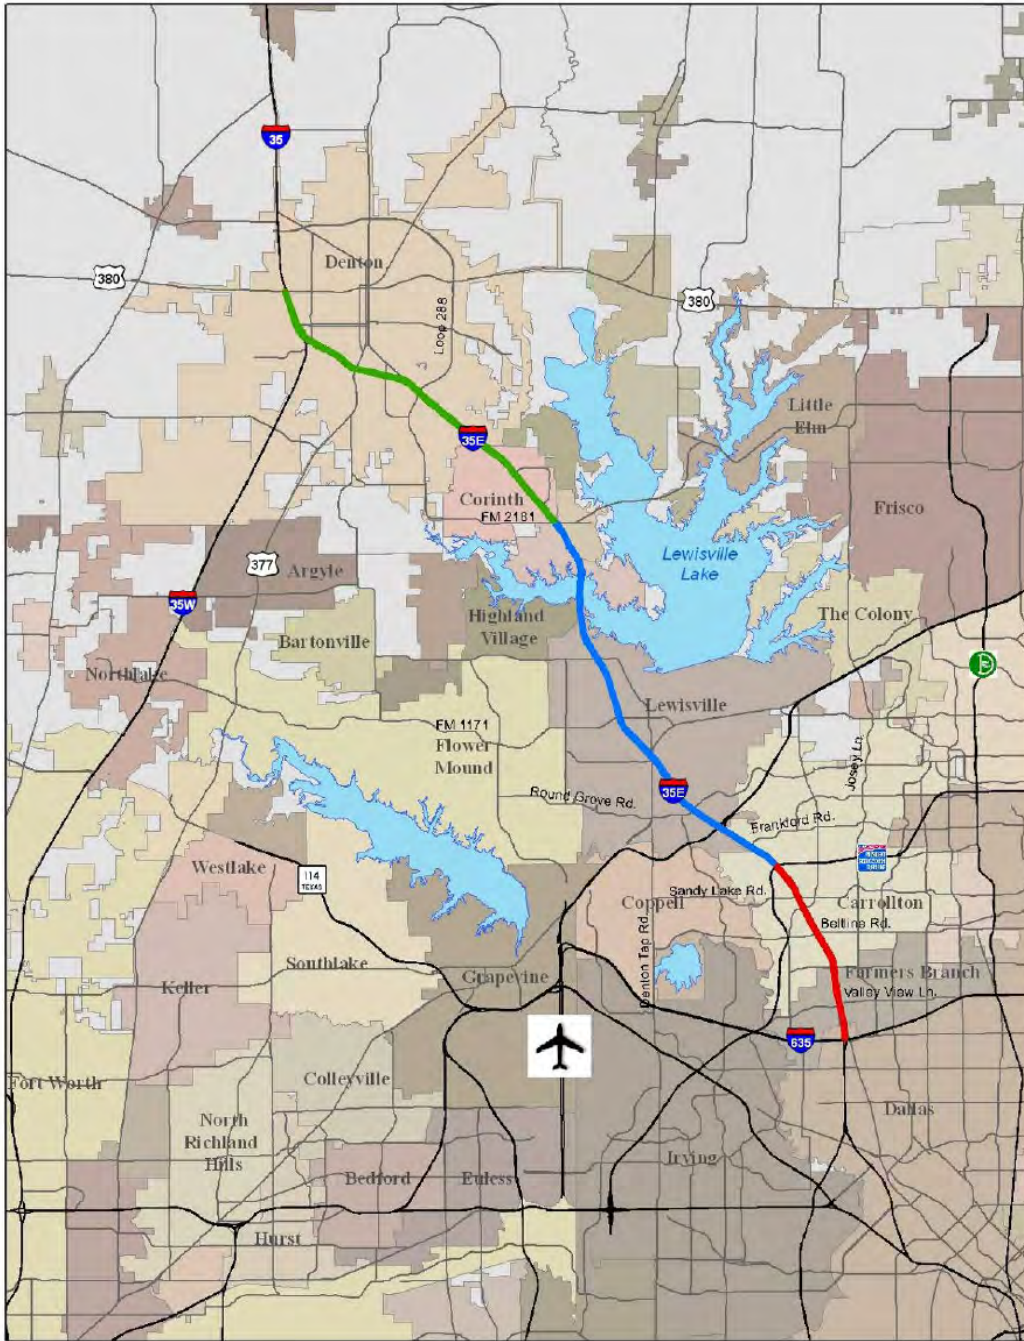 35
Denton
380
380
Loop 288
Little
Elm
35E
Corinth
FM 2181
Frisco
Lewisville
Lake
377
Argyle
35W
Highland
Village
The Colony
Bartonville
Northlake
Lewisville
FM 1171
Flower
Mound
Josey Ln.
35E
Round Grove Rd.
Frankford Rd.
Westlake
114
TEXAS
Sandy Lake Rd.
Coppell
Carrollton
Beltline Rd.
Denton Tap Rd.
Southlake
Grapevine
Farmers Branch
Keller
Valley View Ln.
635
Colleyville
Fort Worth
Dallas
North
Richland
Hills
Irving
Bedford
Euless
Hurst